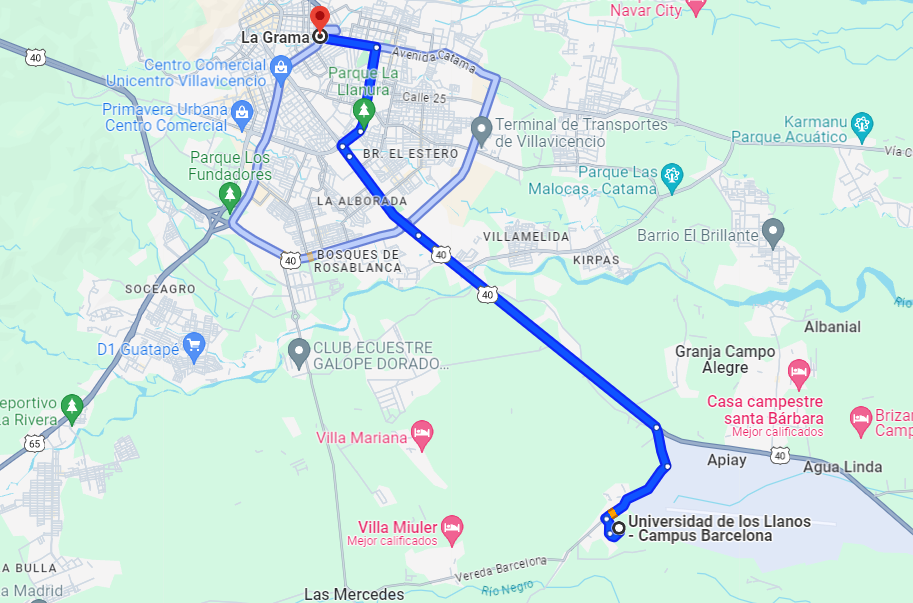 Navar City
La Grama
40
Avenida Catama
Centro Comercial
Unicentro Villavicencio
Parque La
Llanura
Calle 25
Primavera Urbana
Centro Comercial
Karmanu
Parque Acuático
Terminal de Transportes
de Villavicencio
Vía C
BR. EL ESTERO
Parque Los
Fundadores
Parque Las
Malocas - Catama
LA ALBORADA
Barrio El Brillante
VILLAMELIDA
40
40
BOSQUES DE
ROSABLANCA
KIRPAS
SOCEAGRO
40
Río
Albanial
D1 Guatapé
CLUB ECUESTRE
GALOPE DORADO...
Granja Campo
Alegre
Casa campestre
santa Bárbara
Mejor calificados
eportivo
La Rivera
Brizar
Camp
65
Villa Mariana
40
Apiay
Agua Linda
Villa Miuler
Mejor calificados
Universidad de los Llanos
- Campus Barcelona
A BULLA
Vereda Barcelona
a Madrid
Las Mercedes
Río Negro